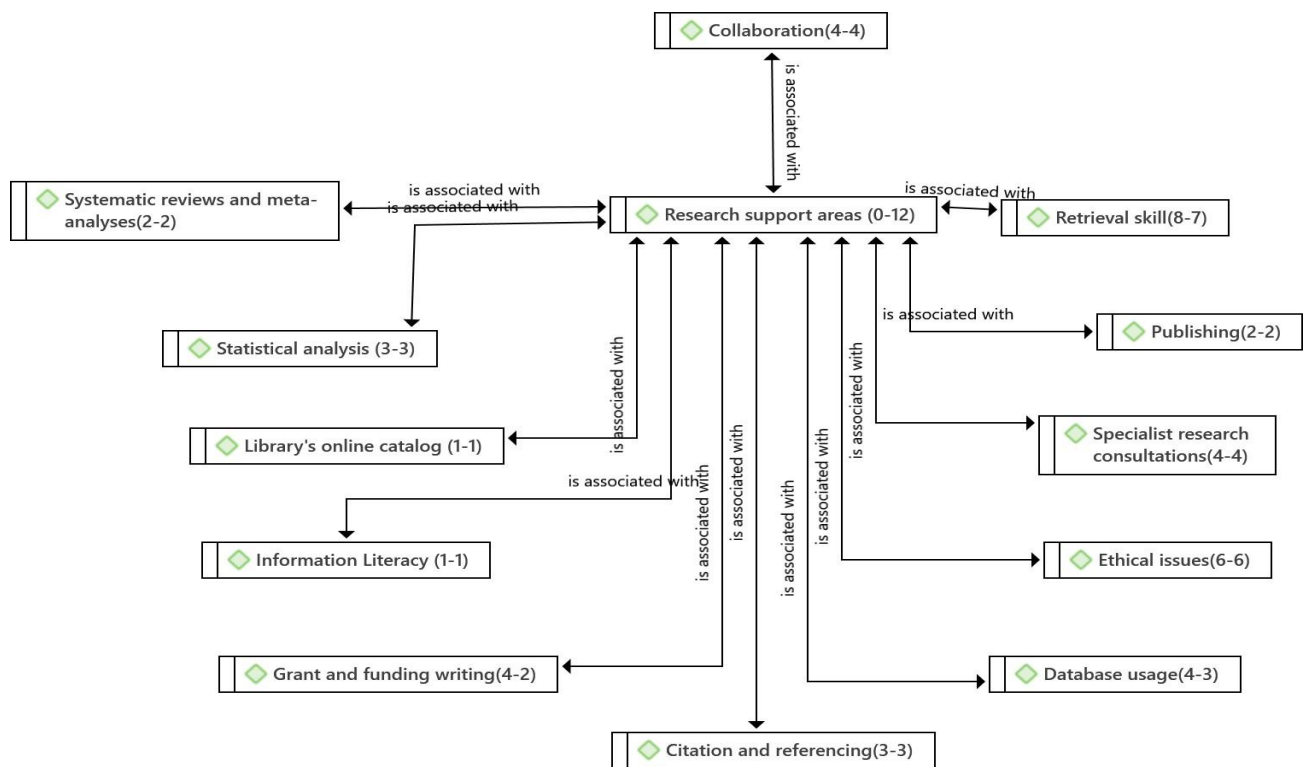 Collaboration(4-4)
is associated with
Systematic reviews and meta-
analyses(2-2)
is associated with
is associated with
Research support areas (0-12)
is associated with
Retrieval skill(8-7)
is associated with
Publishing(2-2)
Statistical analysis (3-3)
is associated with
is associated with
Specialist research
consultations(4-4)
Library's online catalog (1-1)
is associated with
is associated with
is associated with
is associated with
is associated with
Information Literacy (1-1)
Ethical issues(6-6)
Grant and funding writing(4-2)
Database usage(4-3)
Citation and referencing(3-3)